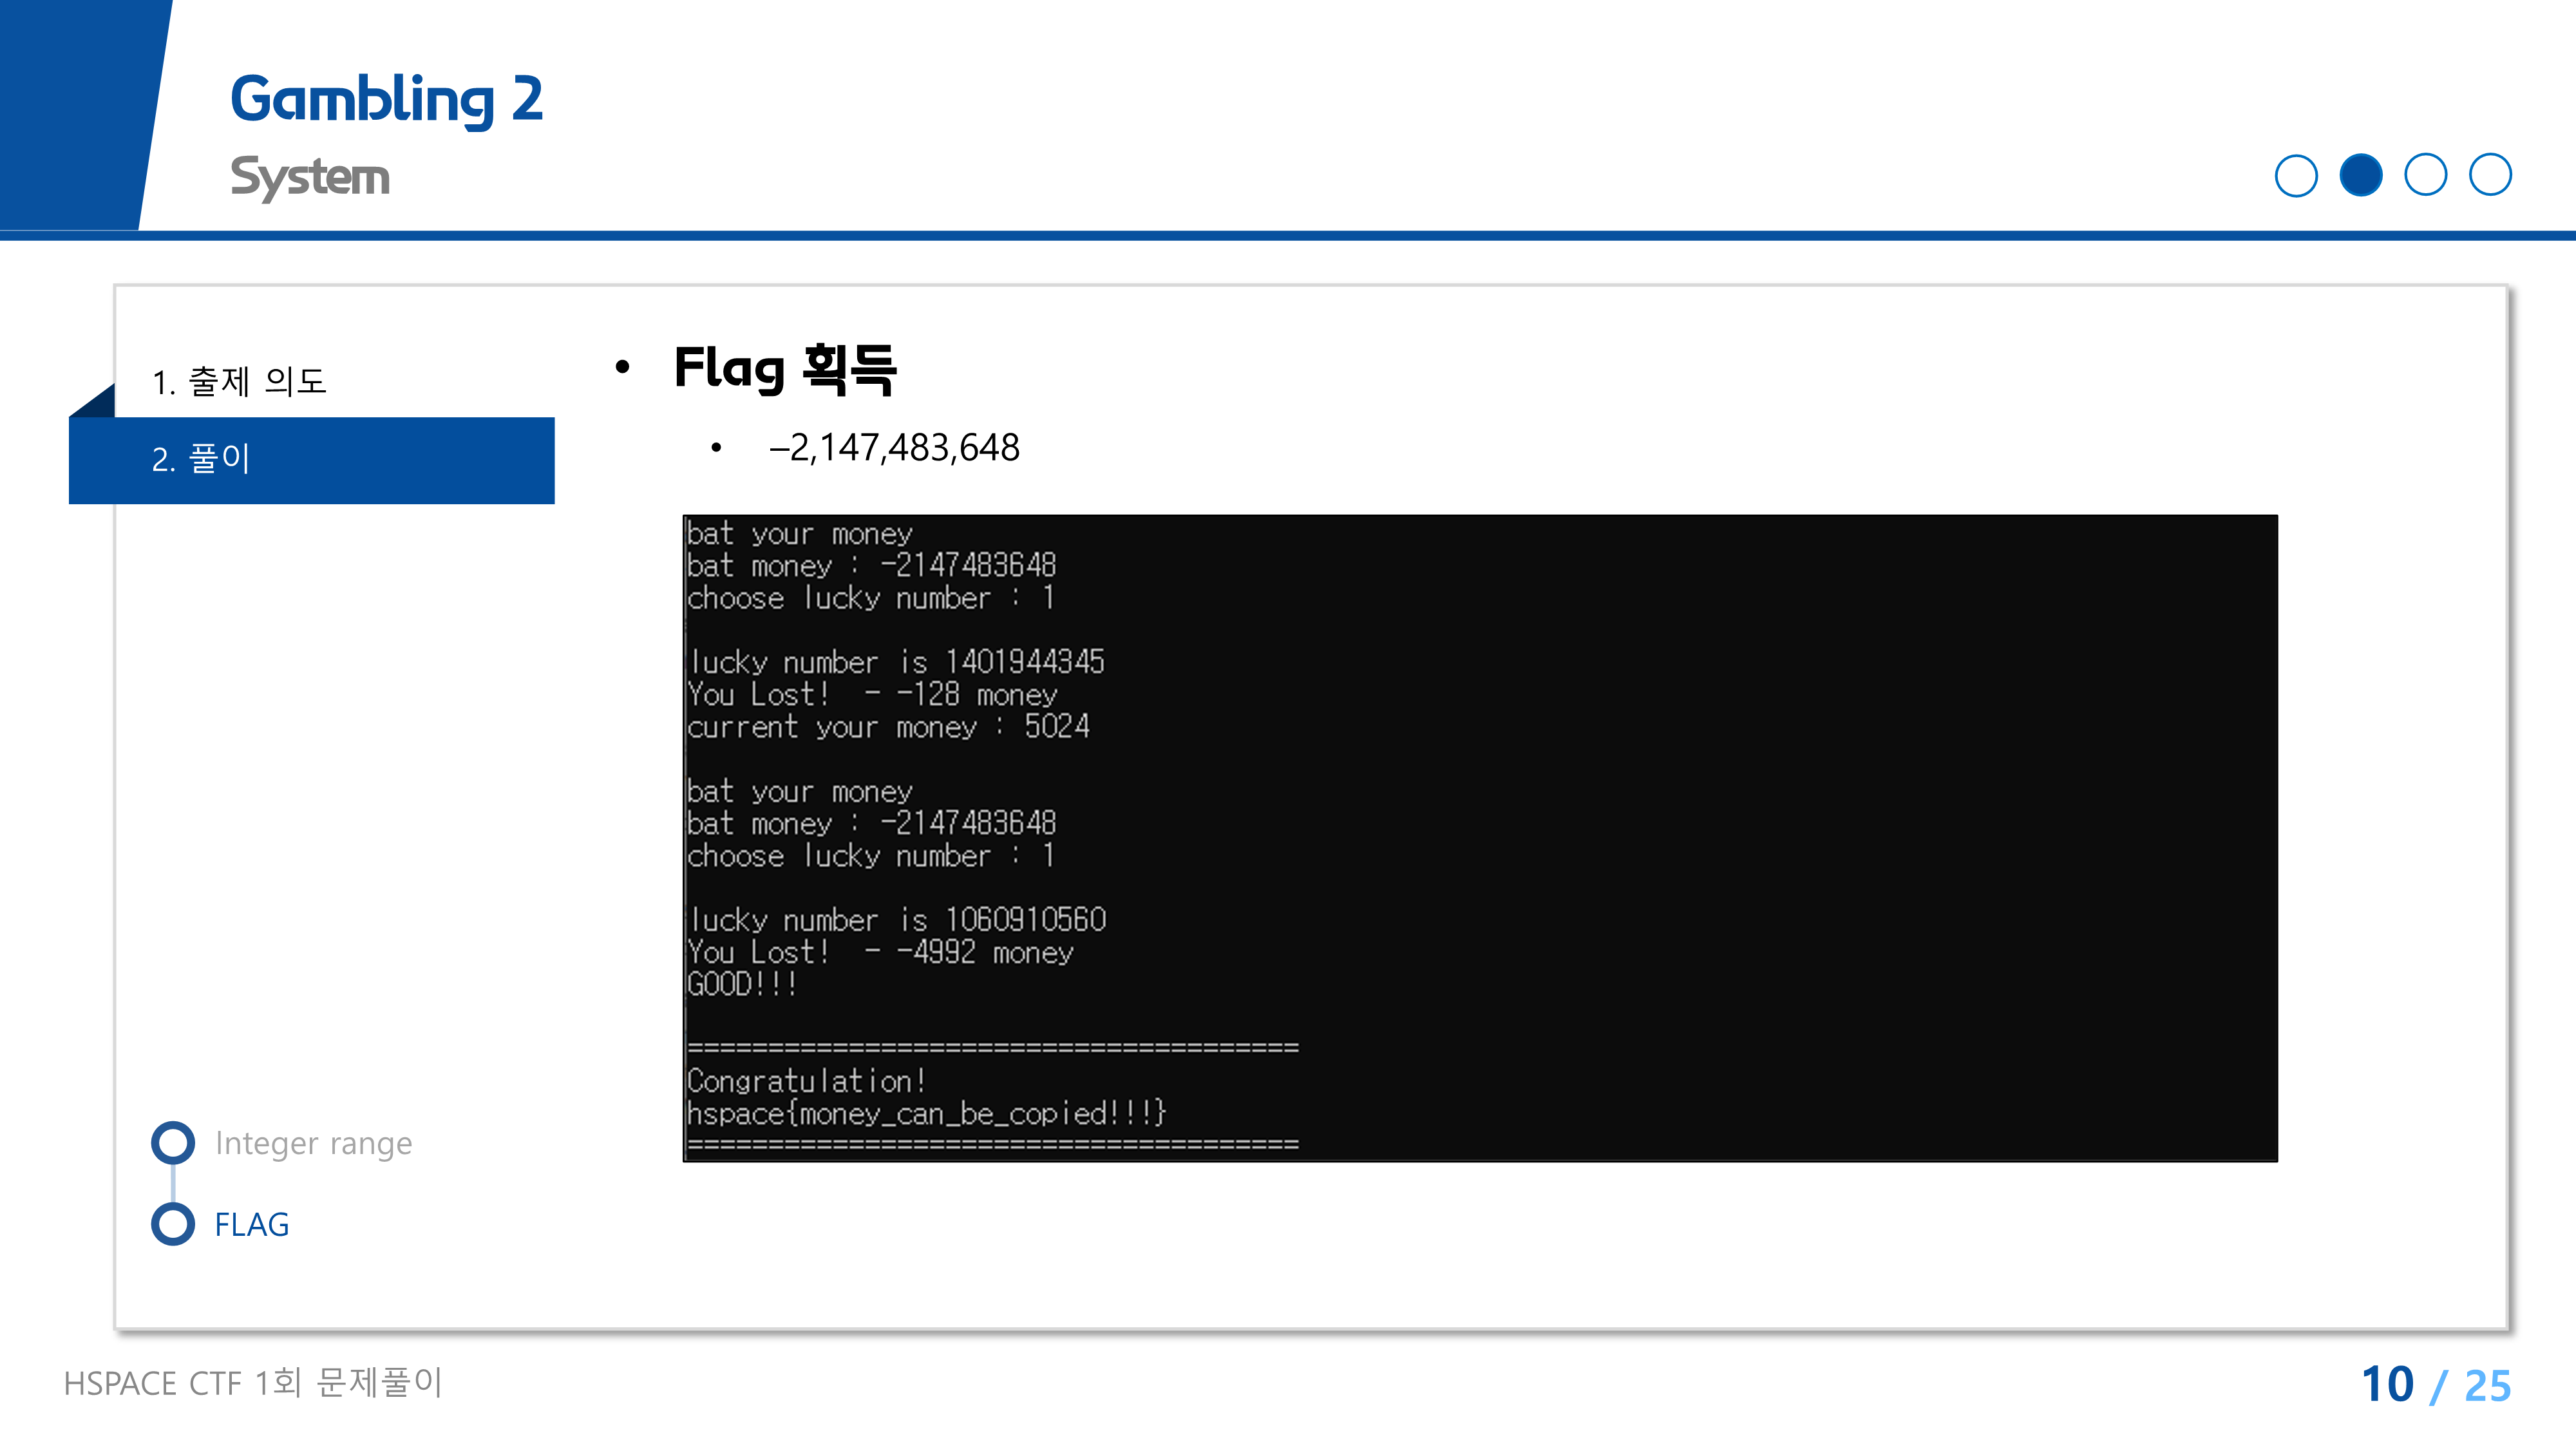 Gambling 2
System
1. 출제 의도
2. 풀이
Integer range
FLAG
• Flag 획득
• –2,147,483,648
bat your money
bat money : -2147483648
choose lucky number : 1
lucky number is 1401944345
You Lost!  - -128 money
current your money : 5024
bat your money
bat money : -2147483648
choose lucky number : 1
lucky number is 1060910560
You Lost!  - -4992 money
GOOD!!!
======================================
Congratulation!
hspace{money_can_be_copied!!!}
======================================
HSPACE CTF 1회 문제풀이
10 / 25